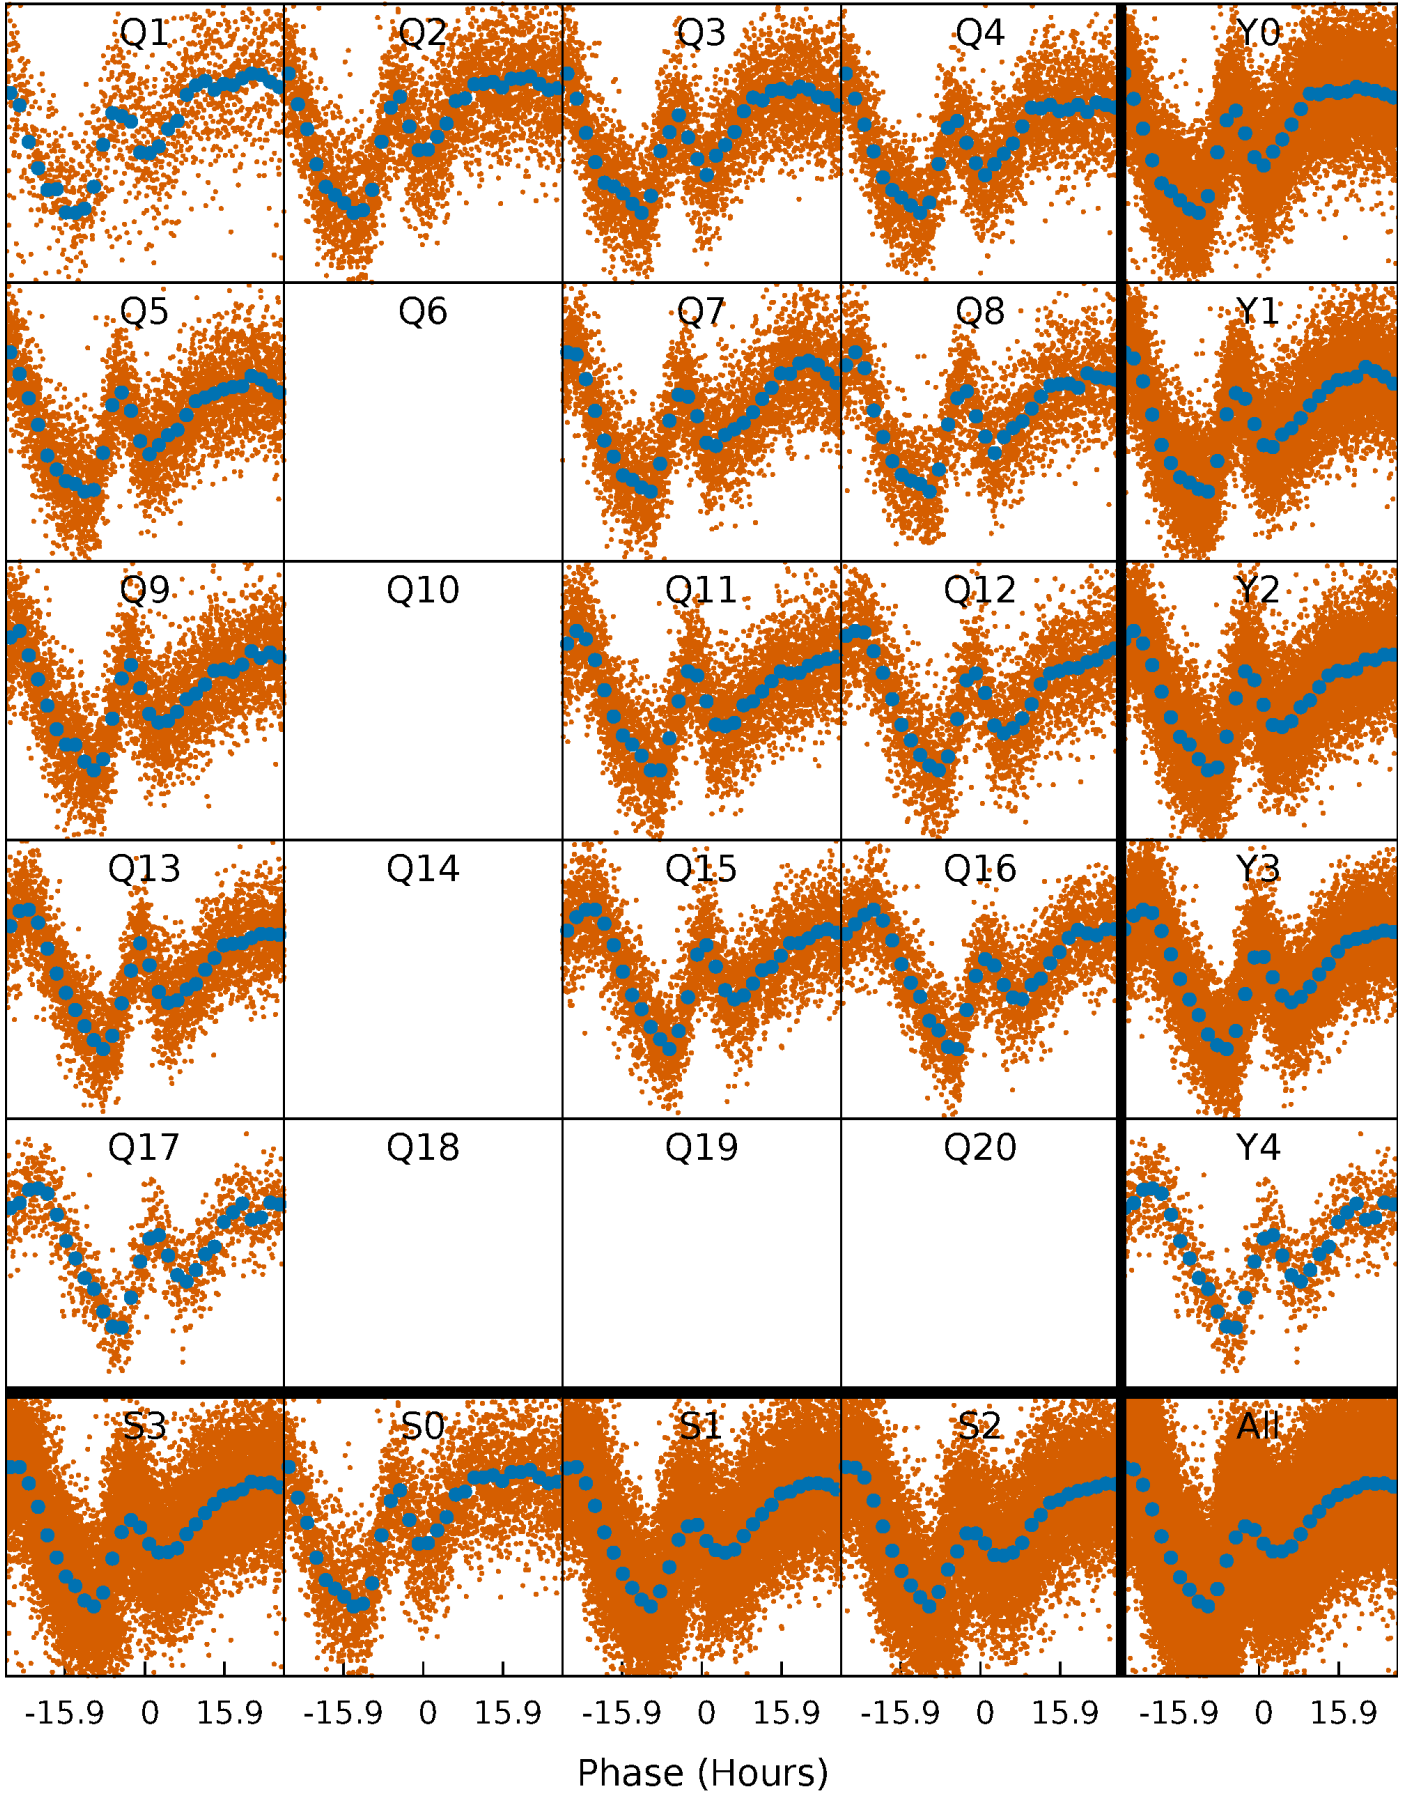 Q1 Q2 Q3 Q4 Y0
Q5 Q6 Q7 Q8 Y1
Q9 Q10 Q11 Q12 Y2
Q13 Q14 Q15 Q16 Y3
Q17 Q18 Q19 Q20 Y4
S3 S0 S1 S2 All
-15.9 0 15.9 -15.9 0 15.9 -15.9 0 15.9 -15.9 0 15.9 -15.9 0 15.9
Phase (Hours)